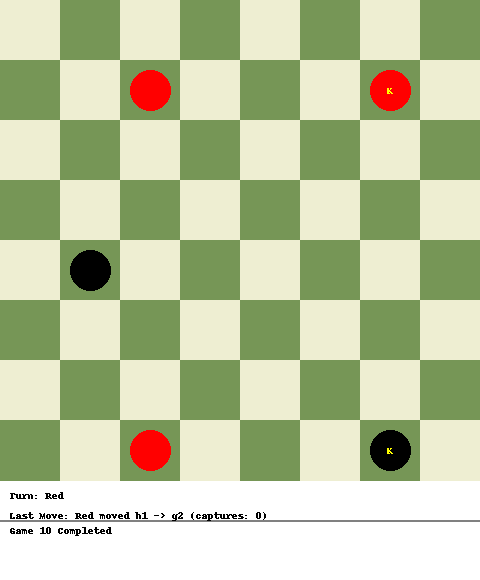 K
K
Turn: Red
Last Move: Red moved h1 -> g2 (captures: 0)
Game 10 Completed